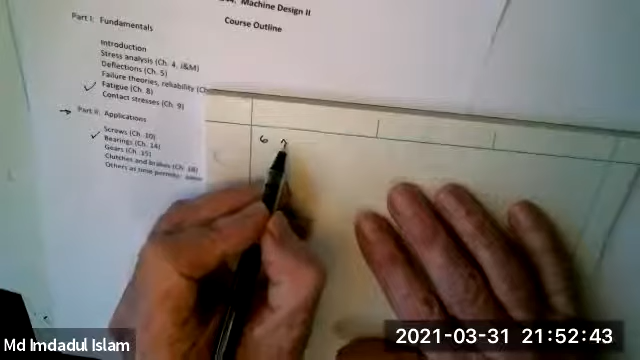 Machine Design II
Course Outline
Part I: Fundamentals
Introduction
Stress analysis (Ch. 4, J&M)
Deflections (Ch. 5)
Failure theories, reliability (Ch
Fatigue (Ch. 8)
Contact stresses (Ch. 9)
Part II: Applications
Screws (Ch. 10)
Bearings (Ch. 14)
Gears (Ch. 15)
Clutches and Brakes (Ch. 18)
Others as time permits
6
Md Imdadul Islam
2021-03-31 21:52:43